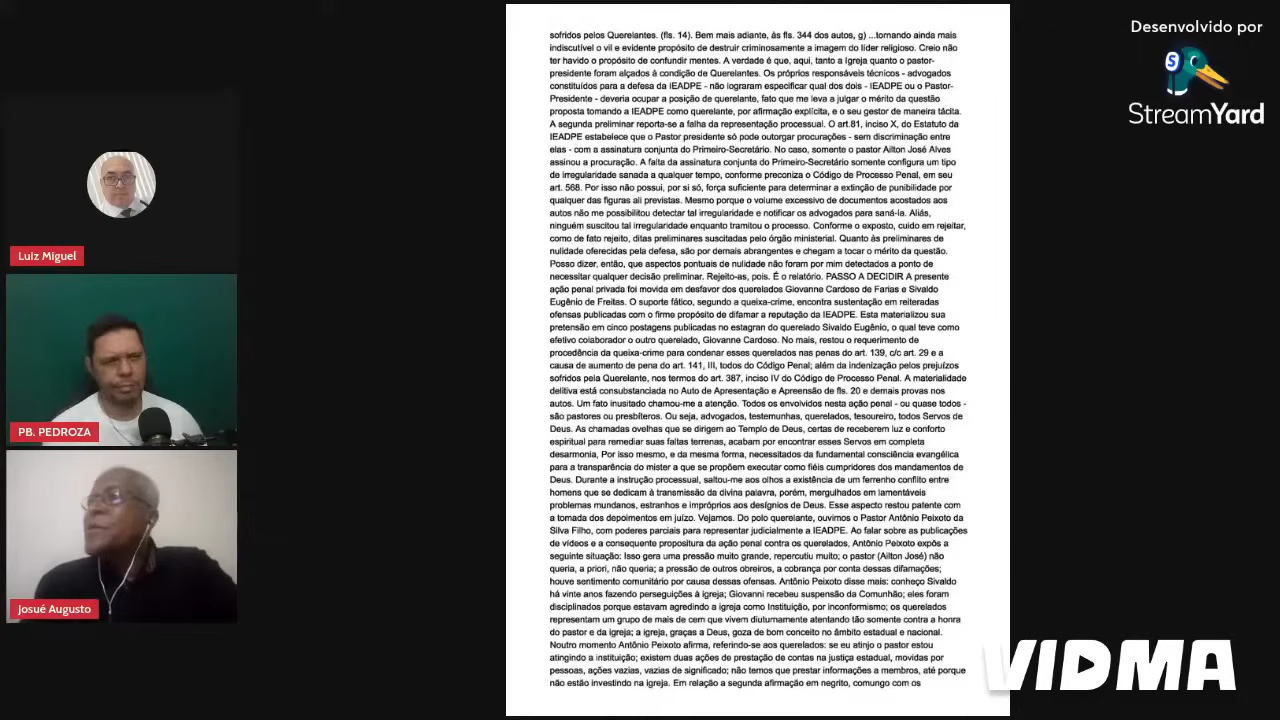 Desenvolvido por
StreamYard
Luiz Miguel
PB. PEDROZA
Josué Augusto
sofridos pelos Querelantes. (fls. 14). Bem mais adiante, às fls. 344 dos autos, g) ...tornando ainda mais
indiscutível o vil e evidente propósito de destruir criminosamente a imagem do líder religioso. Creio não
ter havido o propósito de confundir mentes. A verdade é que, aqui, tanto a Igreja quanto o pastor-
presidente foram alçados à condição de Querelantes. Os próprios responsáveis técnicos - advogados
constituídos para a defesa da IEADPE - não lograram especificar qual dos dois - IEADPE ou o Pastor-
Presidente - deveria ocupar a posição de querelante, fato que me leva a julgar o mérito da questão
proposta tomando a IEADPE como querelante, por afirmação explícita, e o seu gestor de maneira tácita.
A segunda preliminar reporta-se a falha da representação processual. O art.81, inciso X, do Estatuto da
IEADPE estabelece que o Pastor presidente só pode outorgar procurações - sem discriminação entre
elas - com a assinatura conjunta do Primeiro-Secretário. No caso, somente o pastor Ailton José Alves
assinou a procuração. A falta da assinatura conjunta do Primeiro-Secretário somente configura um tipo
de irregularidade sanada a qualquer tempo, conforme preconiza o Código de Processo Penal, em seu
art. 568. Por isso não possui, por si só, força suficiente para determinar a extinção de punibilidade por
qualquer das figuras ali previstas. Mesmo porque o volume excessivo de documentos acostados aos
autos não me possibilitou detectar tal irregularidade e notificar os advogados para saná-la. Aliás,
ninguém suscitou tal irregularidade enquanto tramitou o processo. Conforme o exposto, cuido em rejeitar,
como de fato rejeito, ditas preliminares suscitadas pelo órgão ministerial. Quanto às preliminares de
nulidade oferecidas pela defesa, são por demais abrangentes e chegam a tocar o mérito da questão.
Posso dizer, então, que aspectos pontuais de nulidade não foram por mim detectados a ponto de
necessitar qualquer decisão preliminar. Rejeito-as, pois. É o relatório. PASSO A DECIDIR A presente
ação penal privada foi movida em desfavor dos querelados Giovanne Cardoso de Farias e Sivaldo
Eugênio de Freitas. O suporte fático, segundo a queixa-crime, encontra sustentação em reiteradas
ofensas publicadas com o firme propósito de difamar a reputação da IEADPE. Esta materializou sua
pretensão em cinco postagens publicadas no estagran do querelado Sivaldo Eugênio, o qual teve como
efetivo colaborador o outro querelado, Giovanne Cardoso. No mais, restou o requerimento de
procedência da queixa-crime para condenar esses querelados nas penas do art. 139, c/c art. 29 e a
causa de aumento de pena do art. 141, III, todos do Código Penal; além da indenização pelos prejuízos
sofridos pela Querelante, nos termos do art. 387, inciso IV do Código de Processo Penal. A materialidade
delitiva está consubstanciada no Auto de Apresentação e Apreensão de fls. 20 e demais provas nos
autos. Um fato inusitado chamou-me a atenção. Todos os envolvidos nesta ação penal - ou quase todos -
são pastores ou presbíteros. Ou seja, advogados, testemunhas, querelados, tesoureiro, todos Servos de
Deus. As chamadas ovelhas que se dirigem ao Templo de Deus, certas de receberem luz e conforto
espiritual para remediar suas faltas terrenas, acabam por encontrar esses Servos em completa
desarmonia, Por isso mesmo, e da mesma forma, necessitados da fundamental consciência evangélica
para a transparência do mister a que se propõem executar como fiéis cumpridores dos mandamentos de
Deus. Durante a instrução processual, saltou-me aos olhos a existência de um ferrenho conflito entre
homens que se dedicam à transmissão da divina palavra, porém, mergulhados em lamentáveis
problemas mundanos, estranhos e impróprios aos desígnios de Deus. Esse aspecto restou patente com
a tomada dos depoimentos em juízo. Vejamos. Do polo querelante, ouvimos o Pastor Antônio Peixoto da
Silva Filho, com poderes parciais para representar judicialmente a IEADPE. Ao falar sobre as publicações
de vídeos e a consequente propositura da ação penal contra os querelados, Antônio Peixoto expôs a
seguinte situação: Isso gera uma pressão muito grande, repercutiu muito; o pastor (Ailton José) não
queria, a priori, não queria; a pressão de outros obreiros, a cobrança por conta dessas difamações;
houve sentimento comunitário por causa dessas ofensas. Antônio Peixoto disse mais: conheço Sivaldo
há vinte anos fazendo perseguições à igreja; Giovanni recebeu suspensão da Comunhão; eles foram
disciplinados porque estavam agredindo a igreja como Instituição, por inconformismo; os querelados
representam um grupo de mais de cem que vivem diuturnamente atentando tão somente contra a honra
do pastor e da Igreja; a igreja, graças a Deus, goza de bom conceito no âmbito estadual e nacional.
Noutro momento Antônio Peixoto afirma, referindo-se aos querelados: se eu atinjo o pastor estou
atingindo a instituição; existem duas ações de prestação de contas na justiça estadual, movidas por
pessoas, ações vazias, vazias de significado; não temos que prestar informações a membros, até porque
não estão investindo na igreja. Em relação a segunda afirmação em negrito, comungo com os
VIDMA